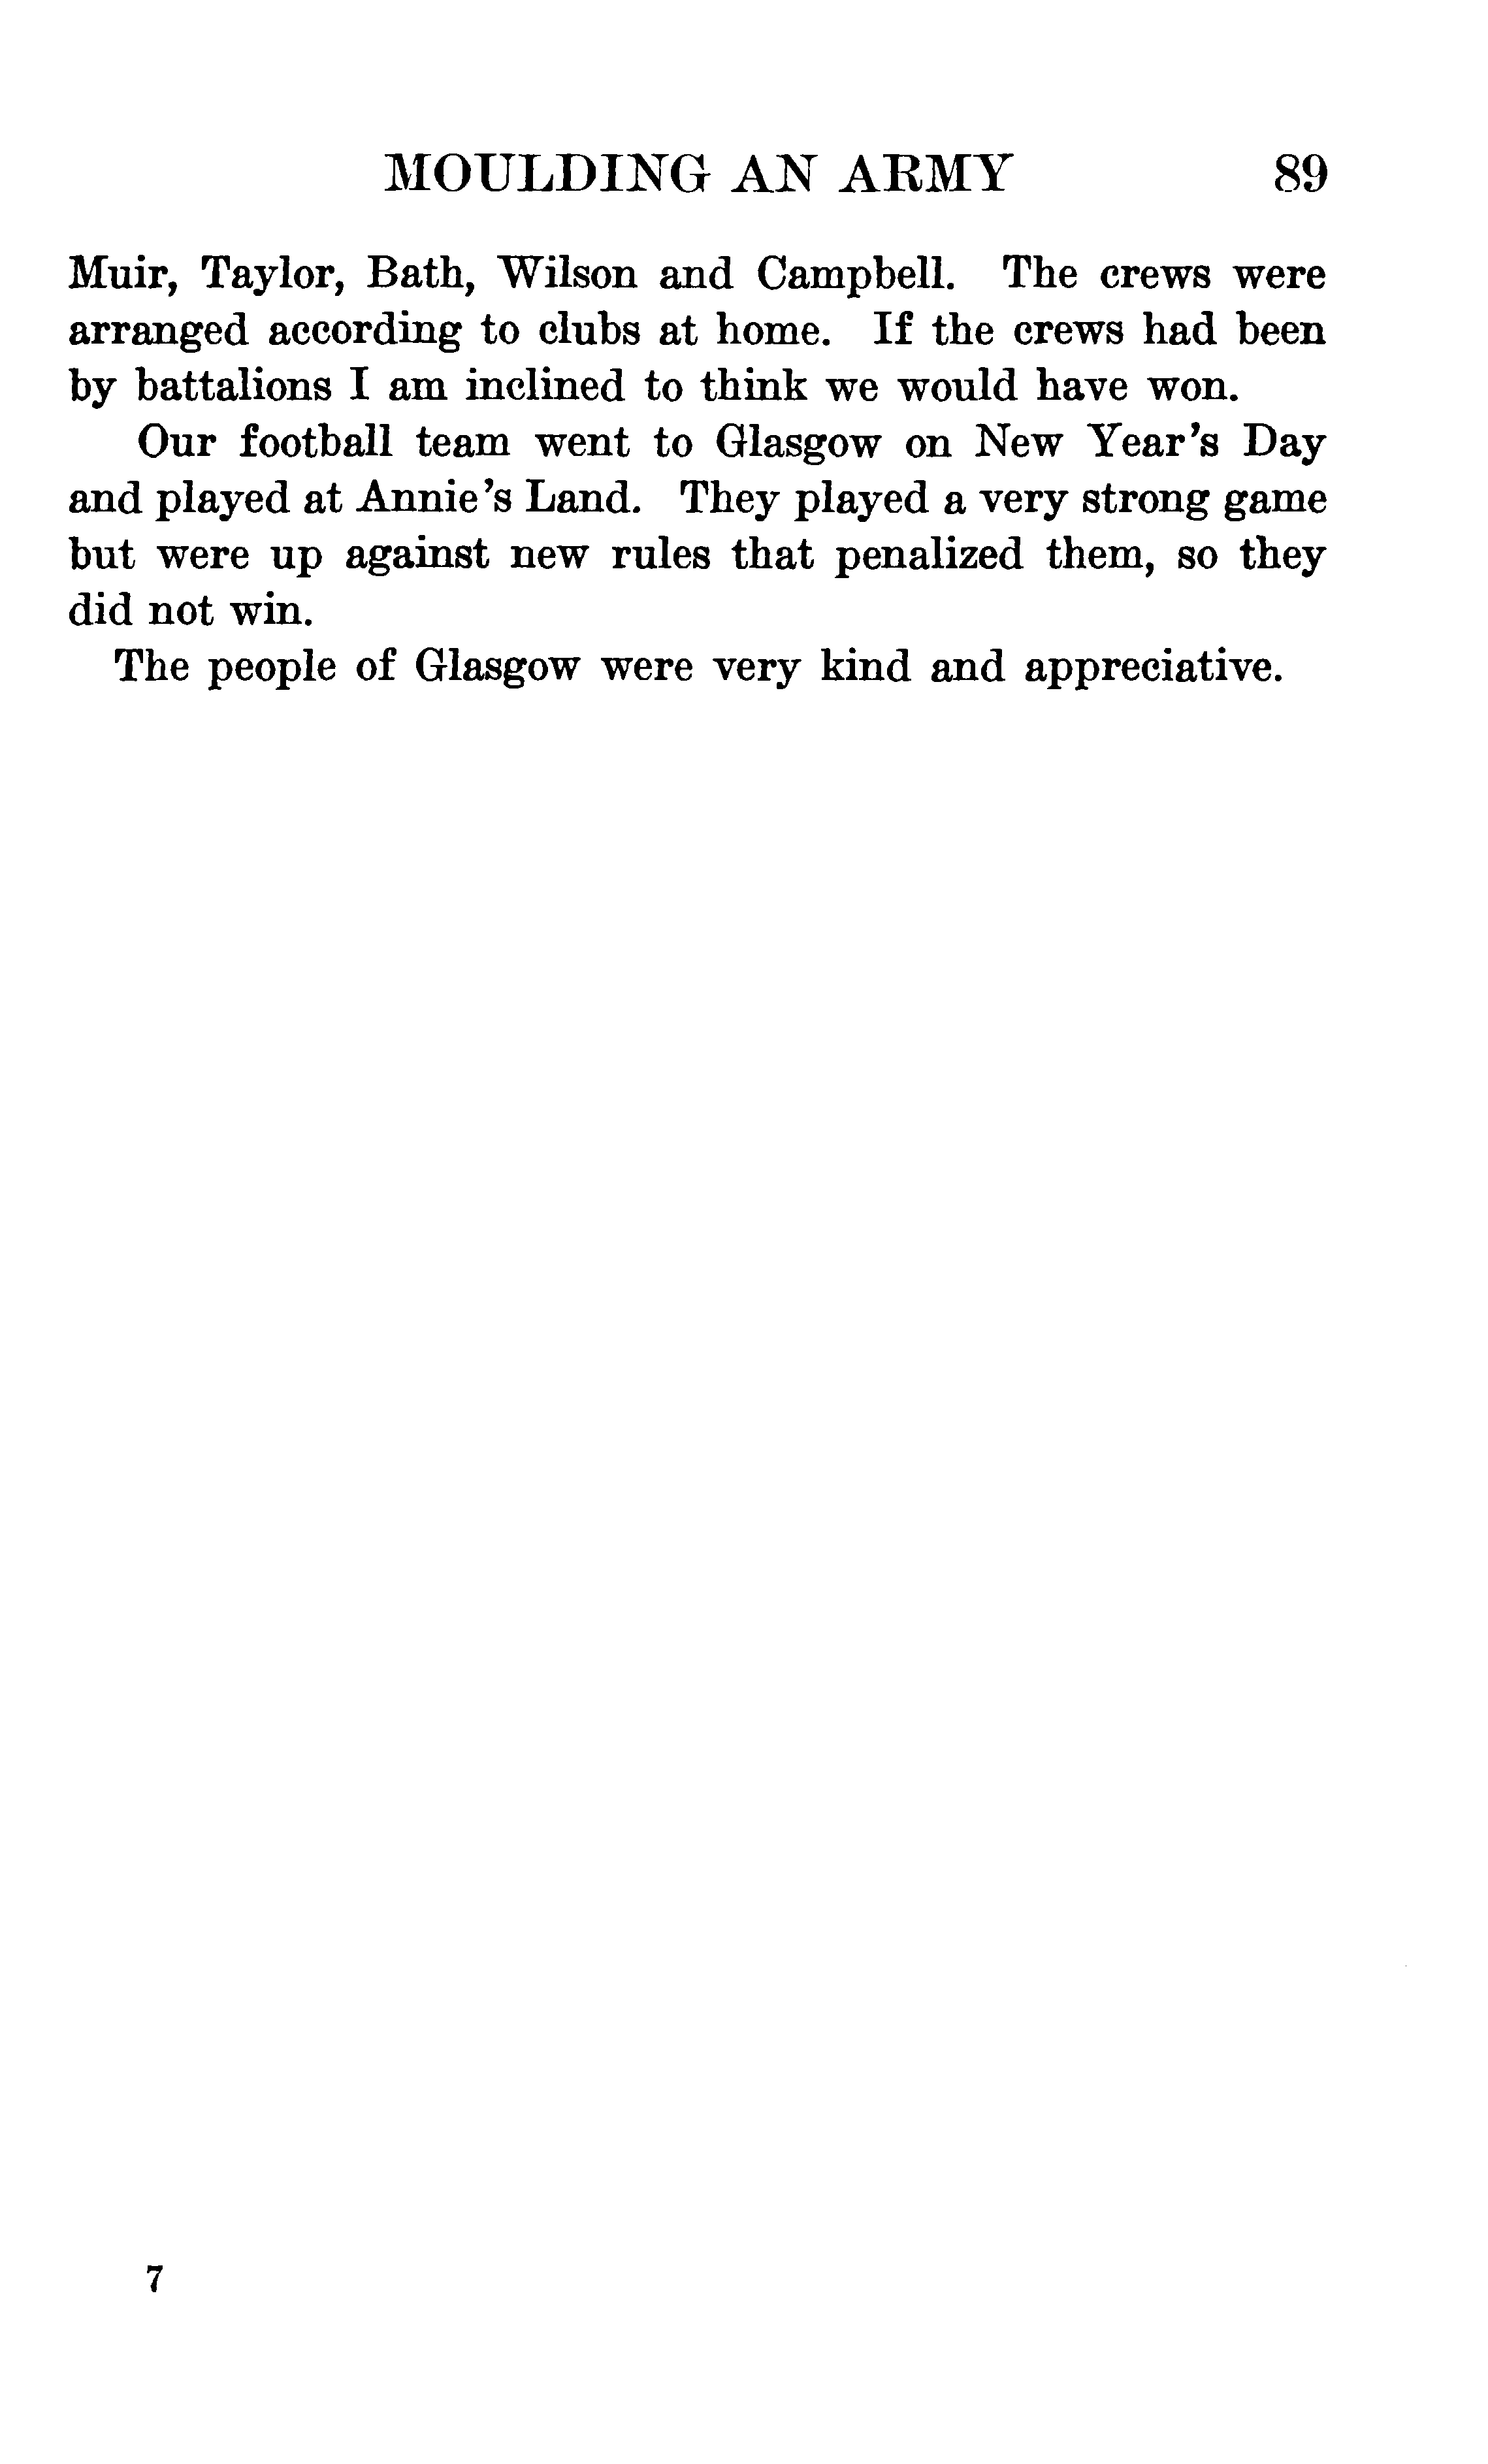 MOULDING AN ARMY 89
Muir, Taylor, Bath, Wilson and Campbell. The crews were
arranged according to clubs at home. If the crews had been
by battalions I am inclined to think we would have won.
Our football team went to Glasgow on New Year's Day
and played at Annie's Land. They played a very strong game
but were up against new rules that penalized them, so they
did not win.
The people of Glasgow were very kind and appreciative.
7